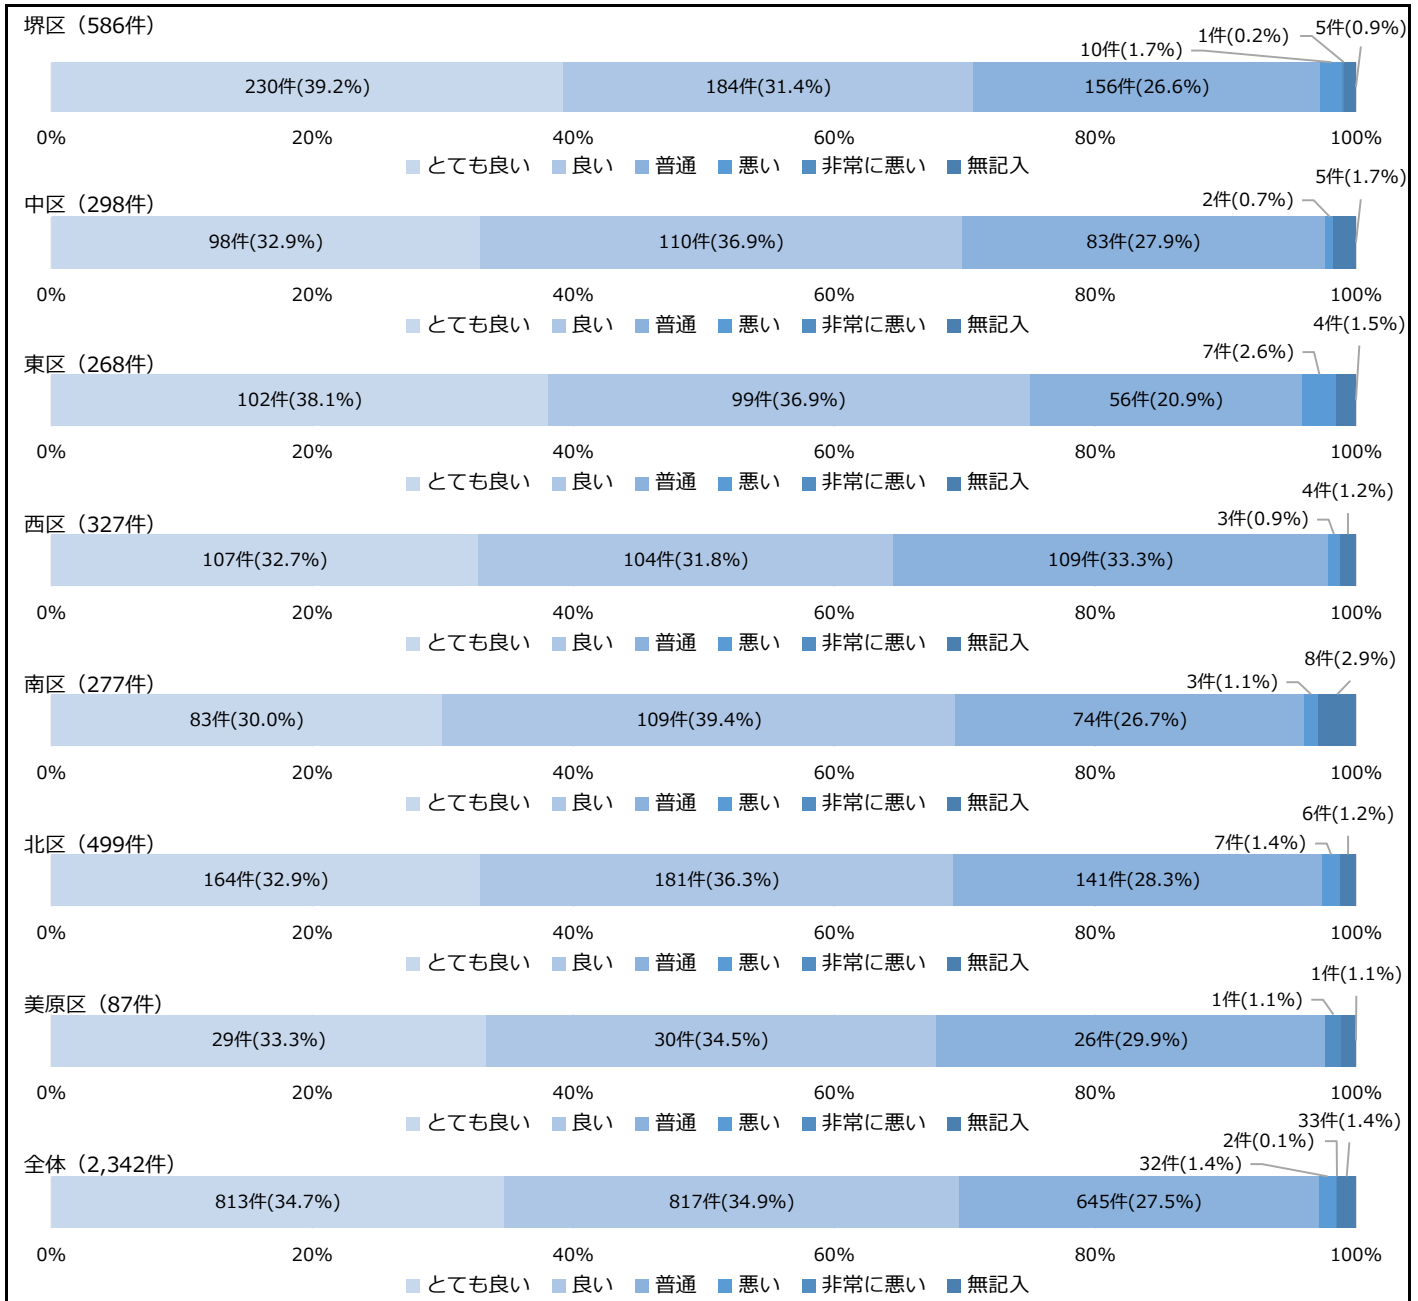 堺区（586件）
10件(1.7%) 1件(0.2%) 5件(0.9%)
230件(39.2%) 184件(31.4%) 156件(26.6%)
0% 20% 40% 60% 80% 100%
とても良い 良い 普通 悪い 非常に悪い 無記入
中区（298件）
2件(0.7%) 5件(1.7%)
98件(32.9%) 110件(36.9%) 83件(27.9%)
0% 20% 40% 60% 80% 100%
とても良い 良い 普通 悪い 非常に悪い 無記入
東区（268件）
7件(2.6%) 4件(1.5%)
102件(38.1%) 99件(36.9%) 56件(20.9%)
0% 20% 40% 60% 80% 100%
とても良い 良い 普通 悪い 非常に悪い 無記入
西区（327件）
3件(0.9%) 4件(1.2%)
107件(32.7%) 104件(31.8%) 109件(33.3%)
0% 20% 40% 60% 80% 100%
とても良い 良い 普通 悪い 非常に悪い 無記入
南区（277件）
3件(1.1%) 8件(2.9%)
83件(30.0%) 109件(39.4%) 74件(26.7%)
0% 20% 40% 60% 80% 100%
とても良い 良い 普通 悪い 非常に悪い 無記入
北区（499件）
7件(1.4%) 6件(1.2%)
164件(32.9%) 181件(36.3%) 141件(28.3%)
0% 20% 40% 60% 80% 100%
とても良い 良い 普通 悪い 非常に悪い 無記入
美原区（87件）
1件(1.1%) 1件(1.1%)
29件(33.3%) 30件(34.5%) 26件(29.9%)
0% 20% 40% 60% 80% 100%
とても良い 良い 普通 悪い 非常に悪い 無記入
全体（2,342件）
32件(1.4%) 2件(0.1%) 33件(1.4%)
813件(34.7%) 817件(34.9%) 645件(27.5%)
0% 20% 40% 60% 80% 100%
とても良い 良い 普通 悪い 非常に悪い 無記入